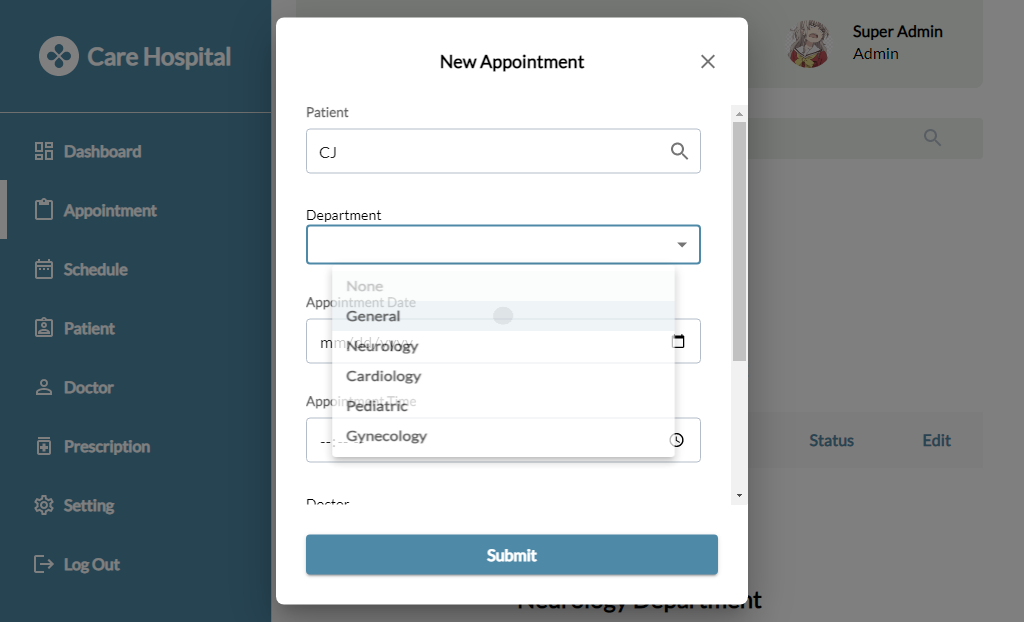 Care Hospital
Dashboard
Appointment
Schedule
Patient
Doctor
Prescription
Setting
Log Out
Super Admin
Admin
New Appointment
Patient
CJ
Department
None
Appointment Date
General
mm/dd/yyyy
Neurology
Cardiology
Appointment Time
Pediatric
--:--
Gynecology
Doctor
Submit
Status Edit
Neurology Department